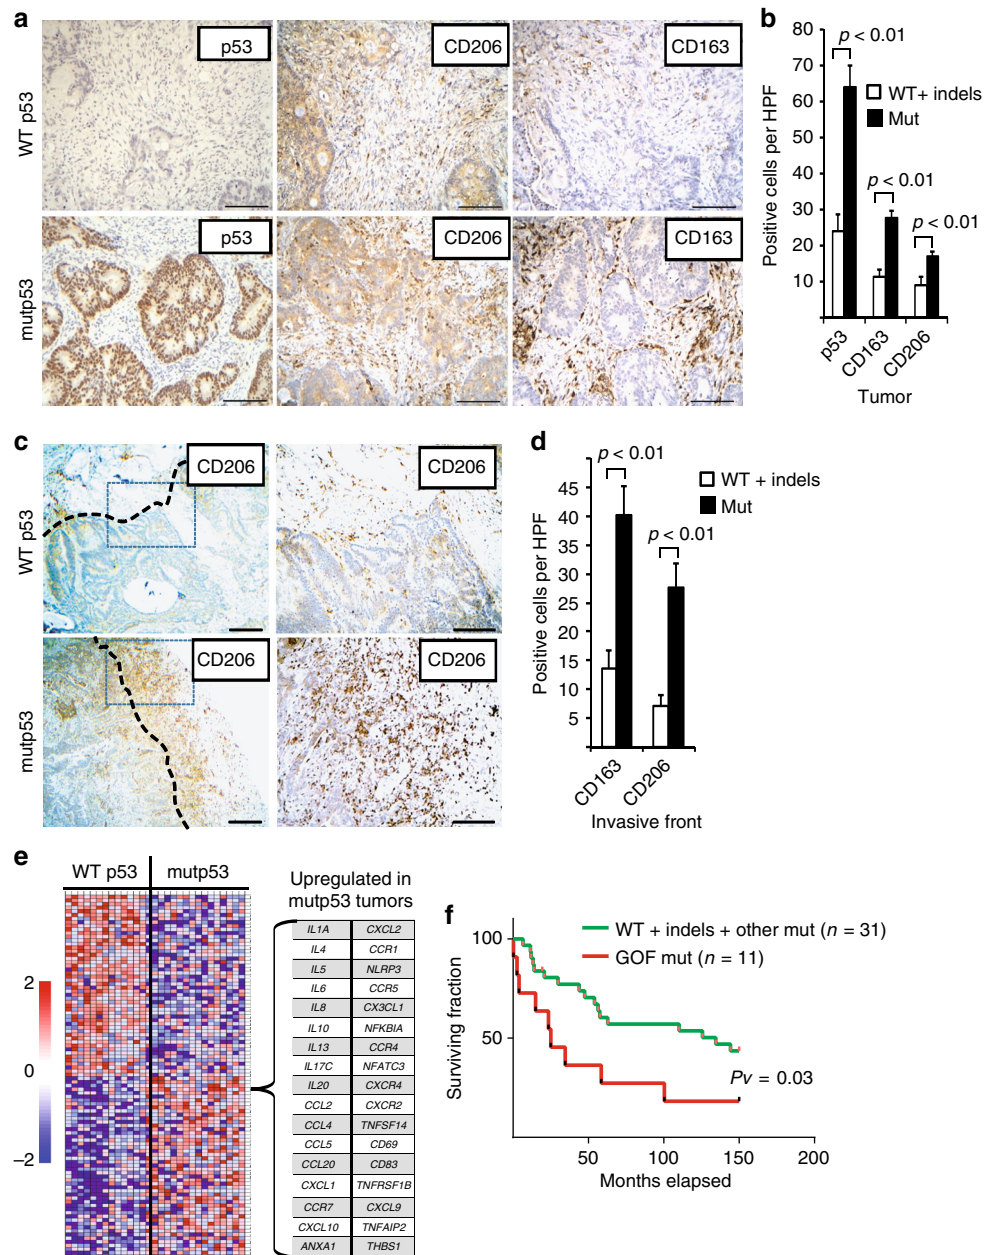 a
p53
CD206
CD163
WT p53
p53
CD206
CD163
mutp53
b
80
70
60
50
40
30
20
10
Positive cells per HPF
p < 0.01
WT+ indels
Mut
p < 0.01
p < 0.01
p53
CD163
CD206
Tumor
c
CD206
CD206
WT p53
CD206
CD206
mutp53
d
45
40
35
30
25
20
15
10
5
Positive cells per HPF
p < 0.01
WT + indels
Mut
p < 0.01
CD163
CD206
Invasive front
e
WT p53 mutp53
2
0
−2
Upregulated in
mutp53 tumors
IL1A CXCL2
IL4 CCR1
IL5 NLRP3
IL6 CCR5
IL8 CX3CL1
IL10 NFKBIA
IL13 CCR4
IL17C NFATC3
IL20 CXCR4
CCL2 CXCR2
CCL4 TNFSF14
CCL5 CD69
CCL20 CD83
CXCL1 TNFRSF1B
CCR7 CXCL9
CXCL10 TNFAIP2
ANXA1 THBS1
f
WT + indels + other mut (n = 31)
GOF mut (n = 11)
100
50
Surviving fraction
Pv = 0.03
50 100 150 200
Months elapsed